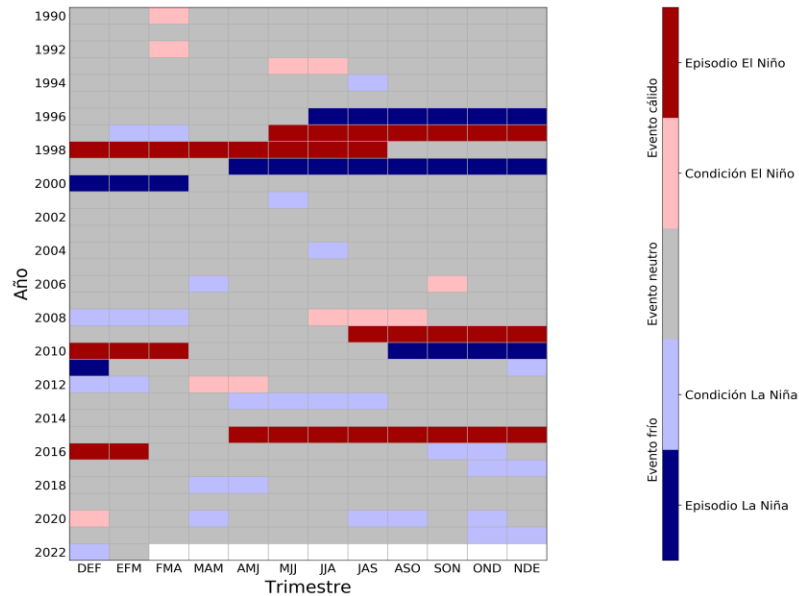 1990
1992
1994
1996
1998
2000
2002
2004
2006
2008
2010
2012
2014
2016
2018
2020
2022
Año
DEF EFM FMA MAM AMJ MJJ JJA JAS ASO SON OND NDE
Trimestre
Evento cálido
Evento neutro
Evento frío
Episodio El Niño
Condición El Niño
Condición La Niña
Episodio La Niña